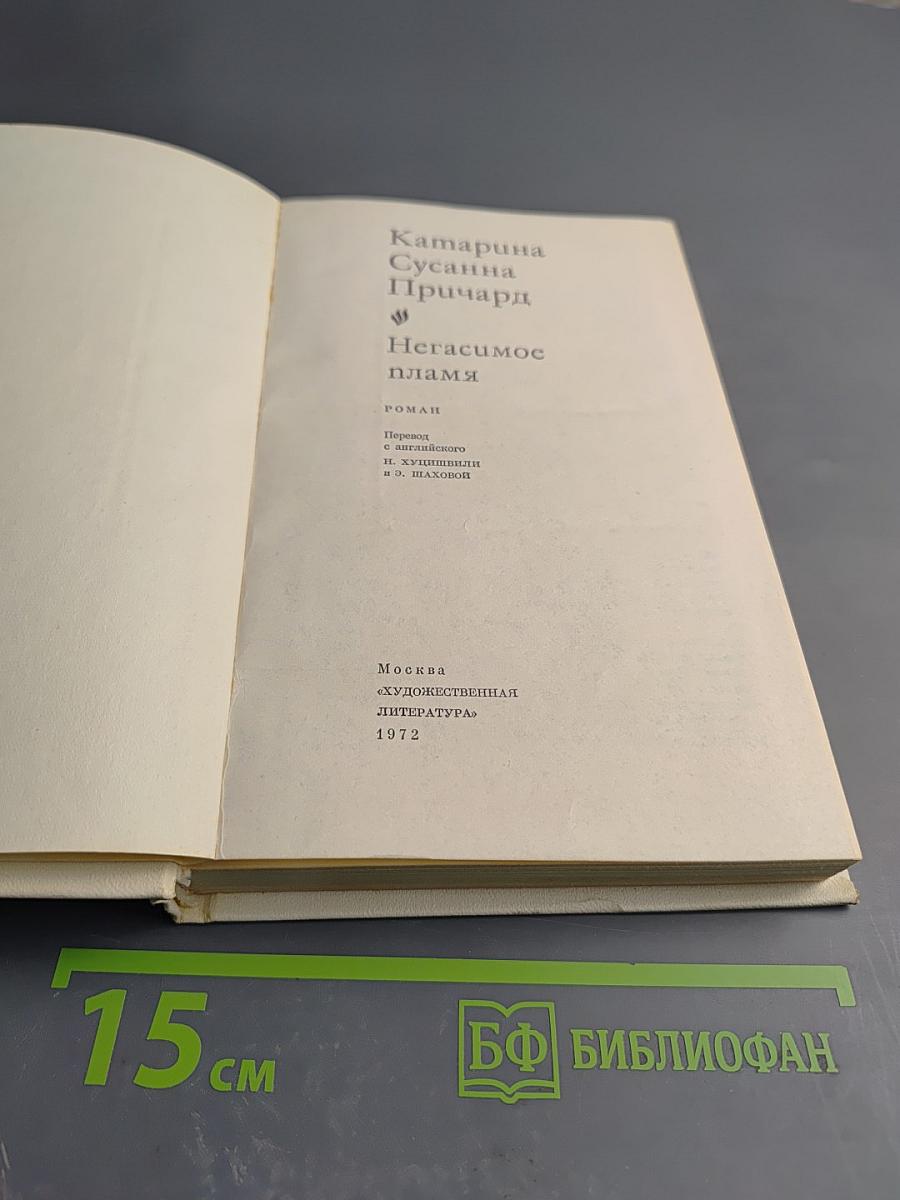 Катарина
Сусанна
Причард
Негасимое
пламя
РОМАН
Перевод
с английского
Н. ХУЦИШВИЛИ
и Э. ШАХОВОЙ
Москва
«ХУДОЖЕСТВЕННАЯ
ЛИТЕРАТУРА»
1972
15 см
БФ БИБЛИОФАН